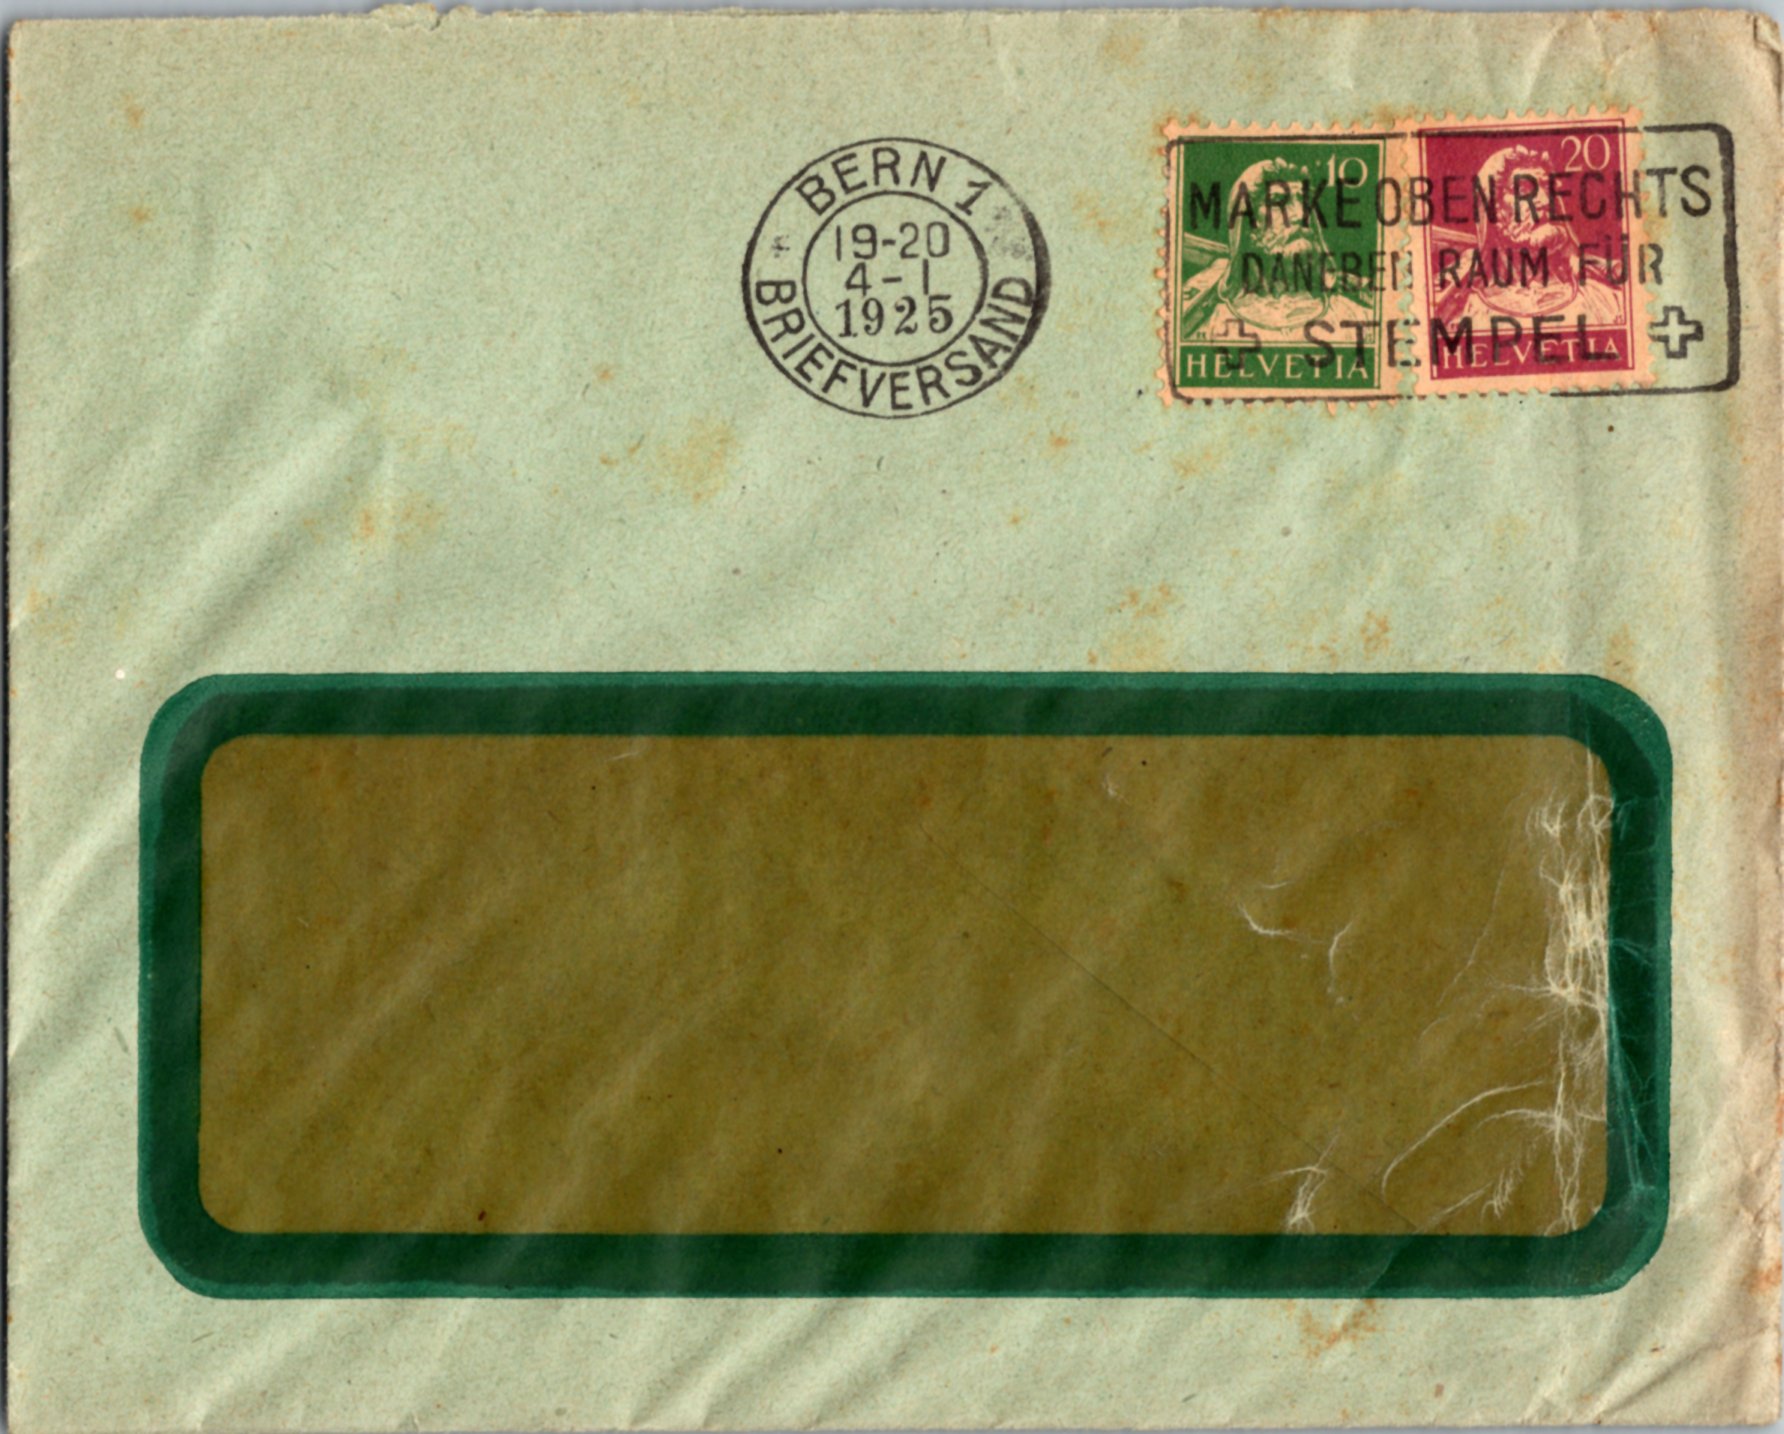 BERN 1
19-20
4-I
1925
BRIEFVERSAND
10
HELVETIA
20
HELVETIA
MARKE OBEN RECHTS
DANEBEN RAUM FÜR
STEMPEL